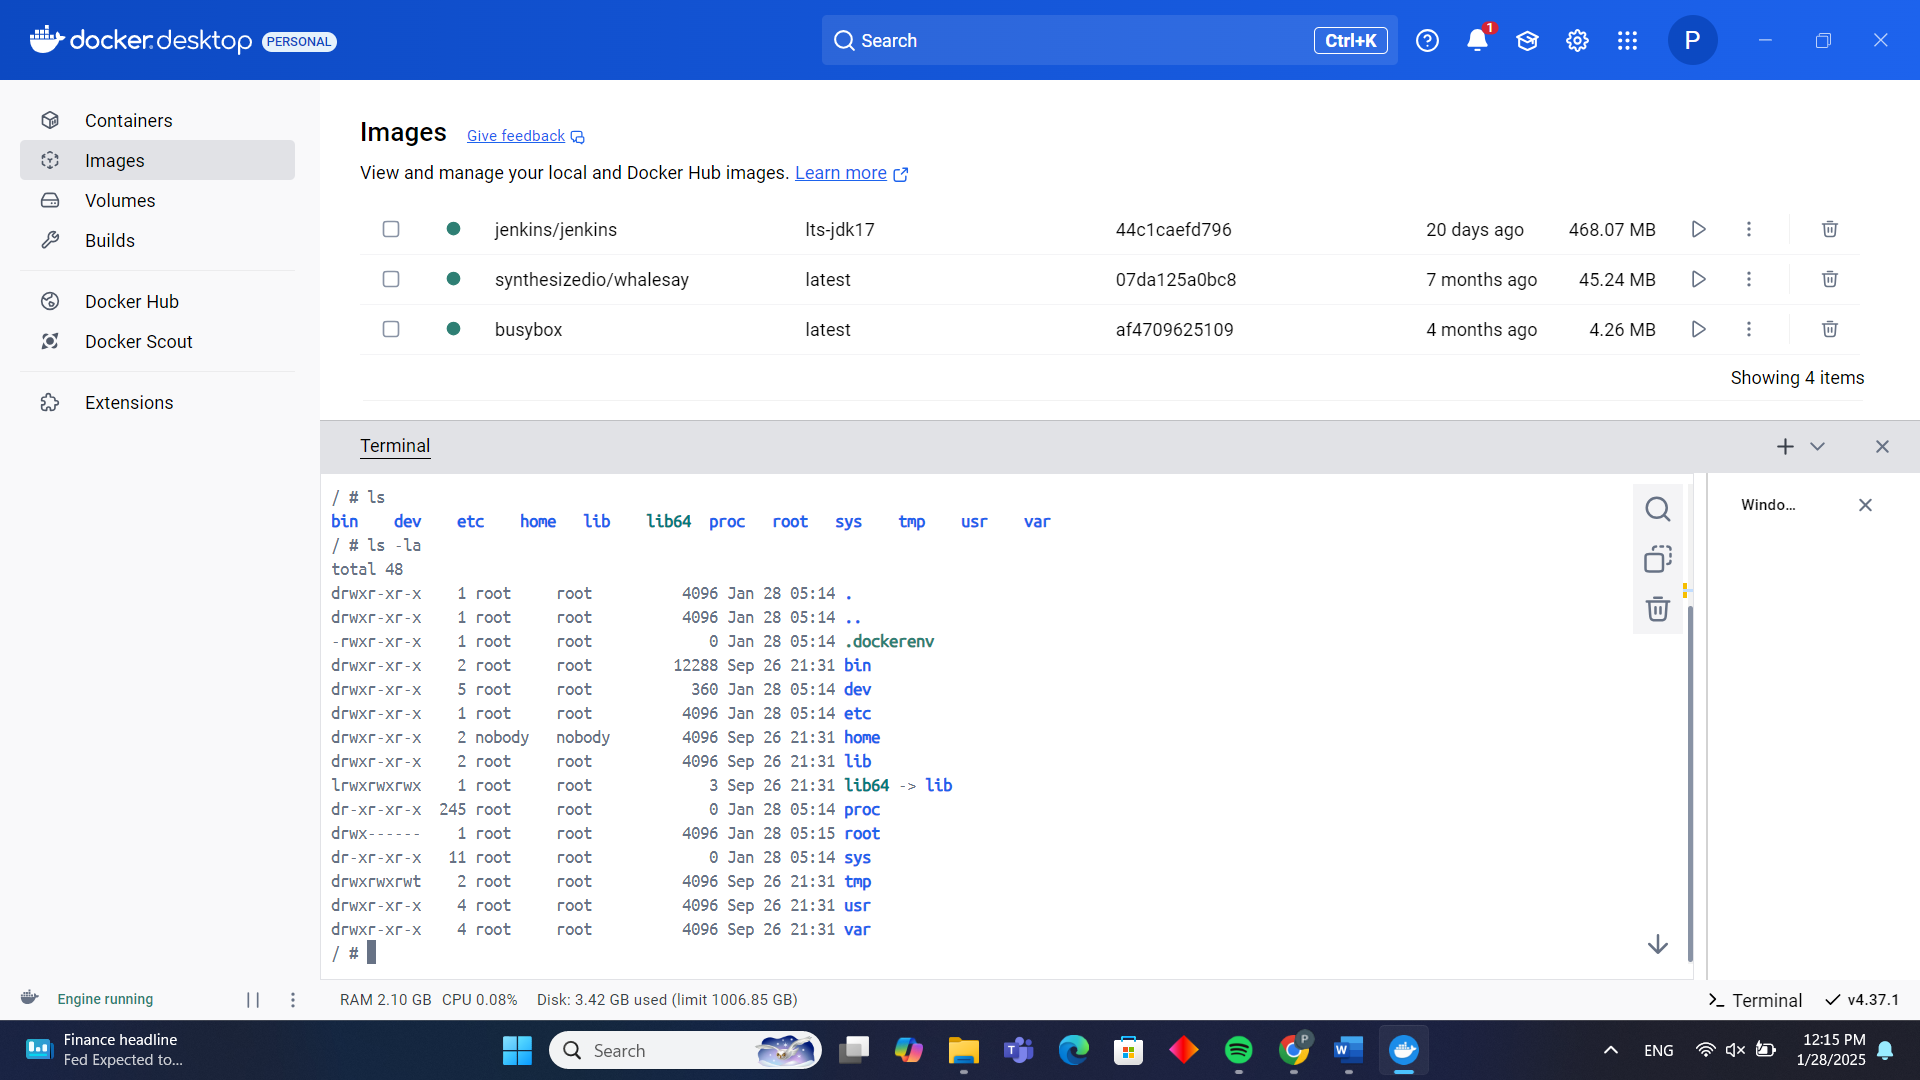 docker.desktop PERSONAL
Search Ctrl+K
1
P
Containers
Images
Volumes
Builds
Docker Hub
Docker Scout
Extensions
Images Give feedback
View and manage your local and Docker Hub images. Learn more
jenkins/jenkins lts-jdk17 44c1caefd796 20 days ago 468.07 MB
synthesizedio/whalesay latest 07da125a0bc8 7 months ago 45.24 MB
busybox latest af4709625109 4 months ago 4.26 MB
Showing 4 items
Terminal
/ # ls
bin dev etc home lib lib64 proc root sys tmp usr var
/ # ls -la
total 48
drwxr-xr-x 1 root root 4096 Jan 28 05:14 .
drwxr-xr-x 1 root root 4096 Jan 28 05:14 ..
-rwxr-xr-x 1 root root 0 Jan 28 05:14 .dockerenv
drwxr-xr-x 2 root root 12288 Sep 26 21:31 bin
drwxr-xr-x 5 root root 360 Jan 28 05:14 dev
drwxr-xr-x 1 root root 4096 Jan 28 05:14 etc
drwxr-xr-x 2 nobody nobody 4096 Sep 26 21:31 home
drwxr-xr-x 2 root root 4096 Sep 26 21:31 lib
lrwxrwxrwx 1 root root 3 Sep 26 21:31 lib64 -> lib
dr-xr-xr-x 245 root root 0 Jan 28 05:14 proc
drwx------ 1 root root 4096 Jan 28 05:15 root
dr-xr-xr-x 11 root root 0 Jan 28 05:14 sys
drwxrwxrwt 2 root root 4096 Sep 26 21:31 tmp
drwxr-xr-x 4 root root 4096 Sep 26 21:31 usr
drwxr-xr-x 4 root root 4096 Sep 26 21:31 var
/ #
Windo...
Engine running
RAM 2.10 GB CPU 0.08% Disk: 3.42 GB used (limit 1006.85 GB)
Terminal v4.37.1
Finance headline
Fed Expected to...
Search
ENG
12:15 PM
1/28/2025